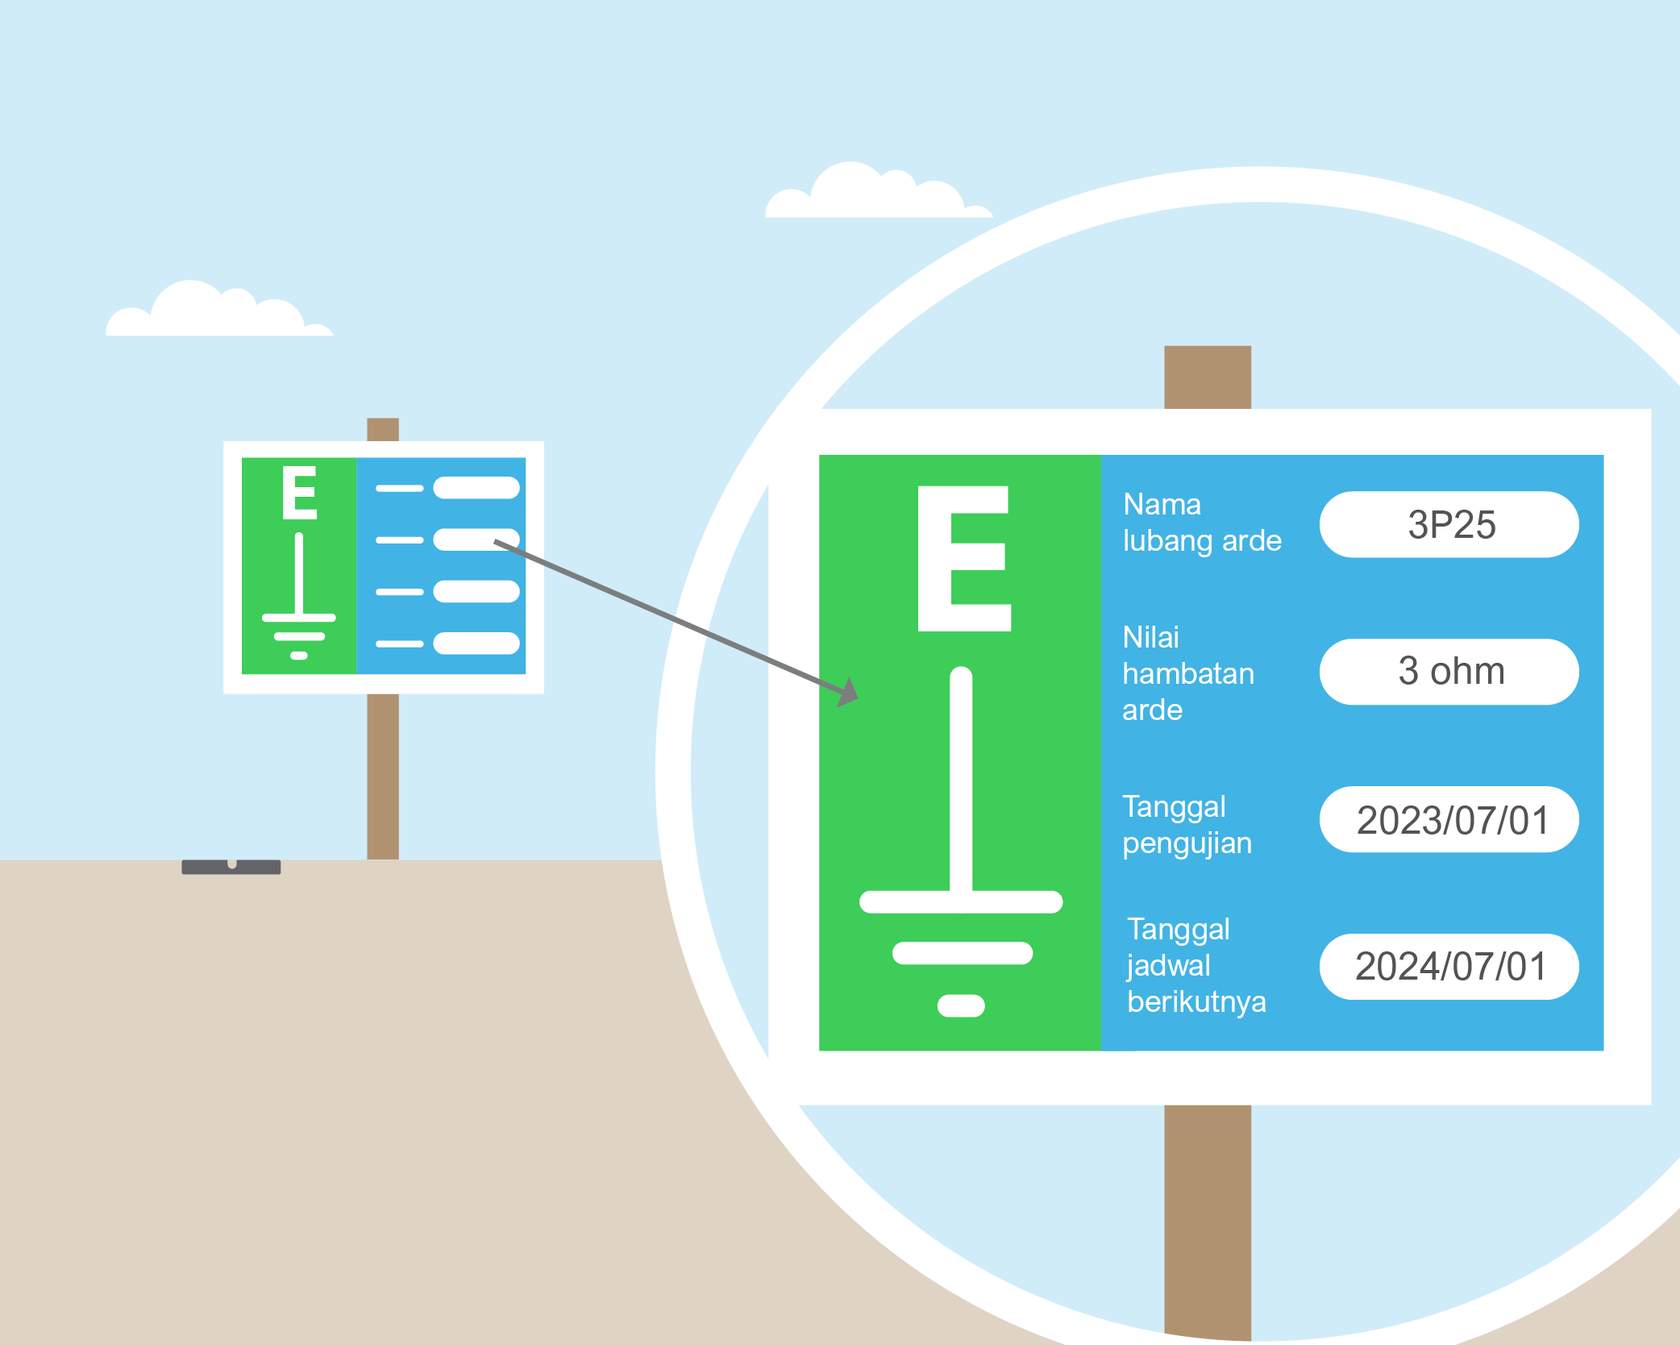 E
E
Nama
lubang arde
3P25
Nilai
hambatan
arde
3 ohm
Tanggal
pengujian
2023/07/01
Tanggal
jadwal
berikutnya
2024/07/01